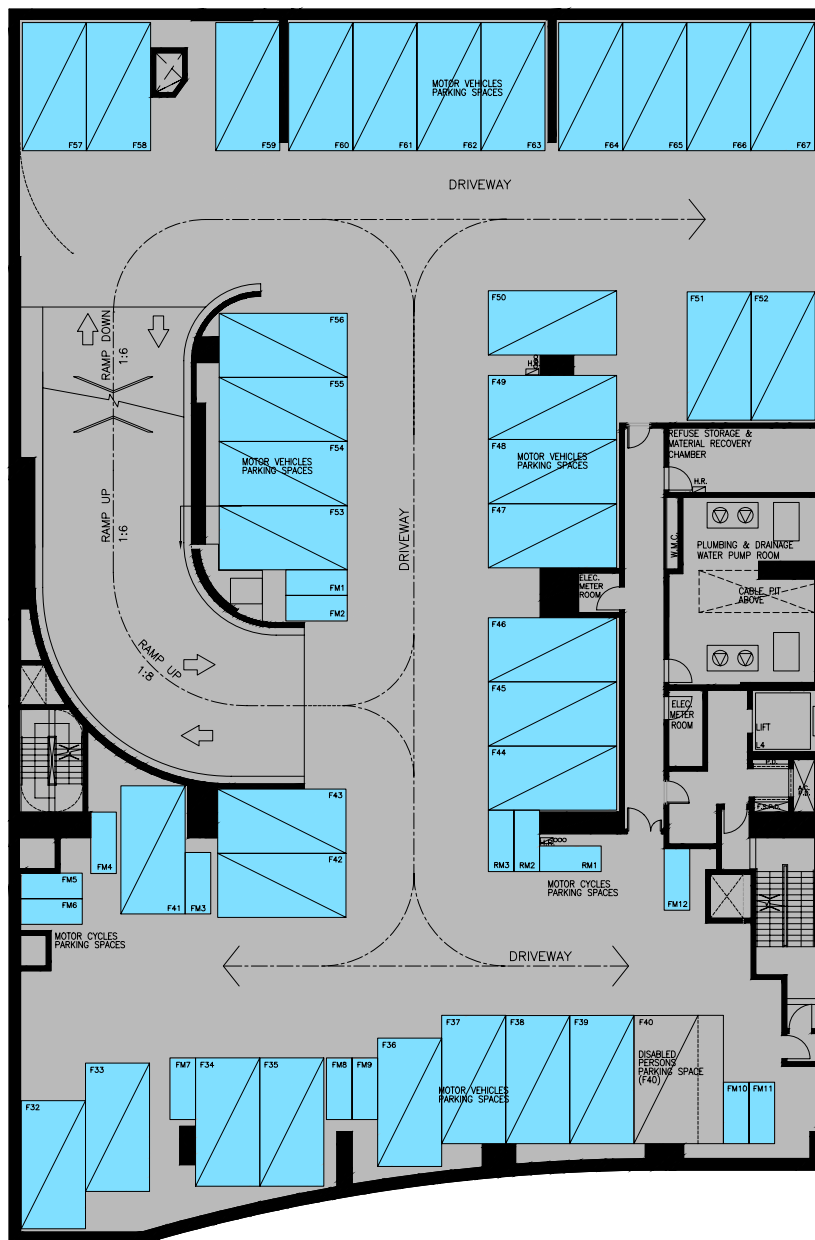 F57
F58
F59
F60
F61
MOTOR VEHICLES
PARKING SPACES
F62
F63
F64
F65
F66
F67
DRIVEWAY
RAMP DOWN
1:6
RAMP UP
1:6
RAMP UP
1:8
F56
F55
F54
MOTOR VEHICLES
PARKING SPACES
F53
FM1
FM2
DRIVEWAY
F50
H.R.
F49
F48
MOTOR VEHICLES
PARKING SPACES
F47
F51
F52
REFUSE STORAGE &
MATERIAL RECOVERY
CHAMBER
H.R.
W.M.C.
PLUMBING & DRAINAGE
WATER PUMP ROOM
CABLE PIT
ABOVE
ELEC.
METER
ROOM
F46
F45
F44
ELEC.
METER
ROOM
LIFT
L4
P.D.
F43
F42
FM4
F41
FM3
FM5
FM6
MOTOR CYCLES
PARKING SPACES
RM3
RM2
H.R.
RM1
MOTOR CYCLES
PARKING SPACES
FM12
DRIVEWAY
F32
F33
FM7
F34
F35
FM8
FM9
F36
F37
F38
F39
MOTOR VEHICLES
PARKING SPACES
F40
DISABLED
PERSONS
PARKING SPACE
(F40)
FM10
FM11